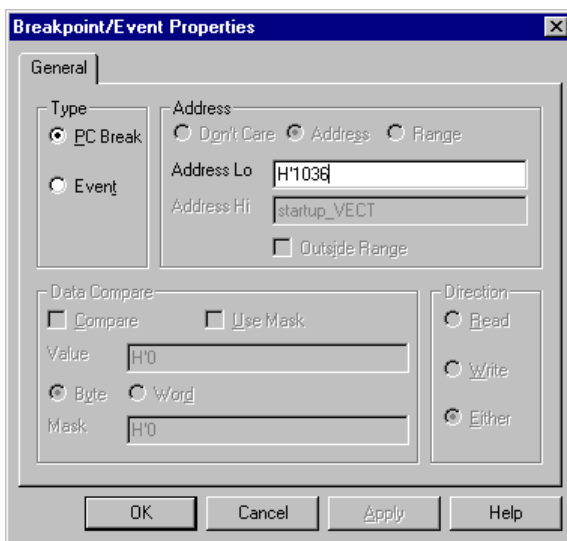 Breakpoint/Event Properties
General
Type
PC Break
Event
Address
Don't Care Address Range
Address Lo H'1036
Address Hi startup_VECT
Outside Range
Data Compare
Compare Use Mask
Value H'0
Byte Word
Mask H'0
Direction
Read
Write
Either
OK Cancel Apply Help